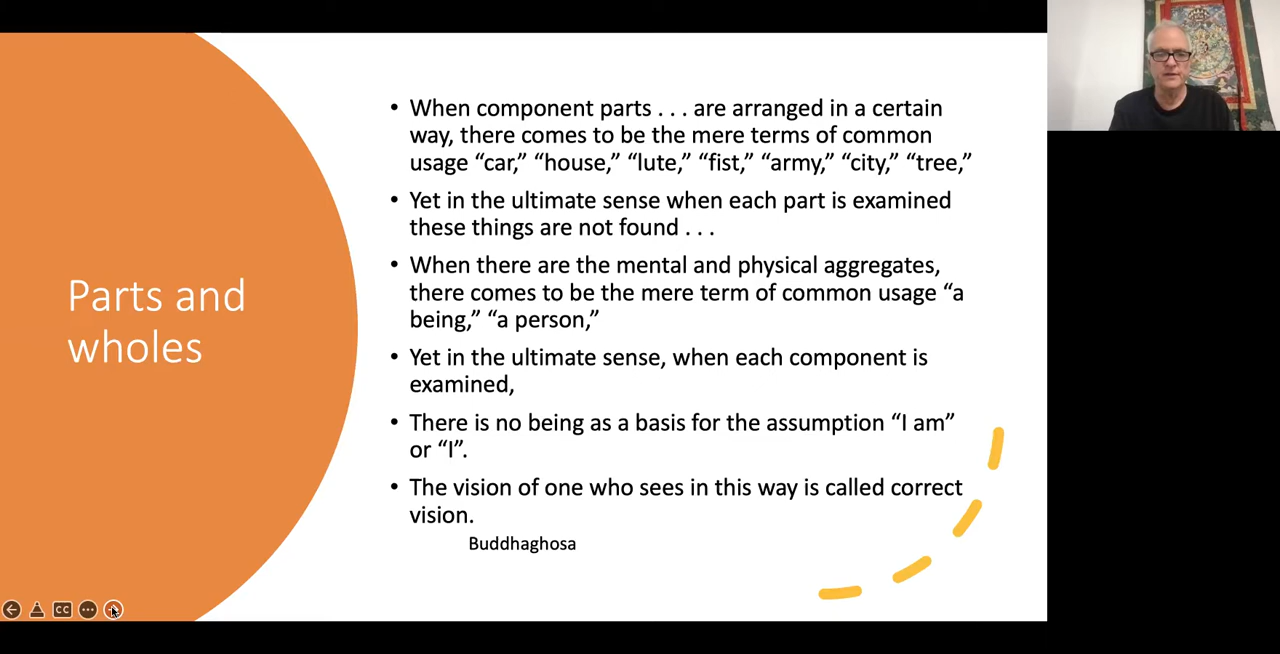 Parts and
wholes
• When component parts . . . are arranged in a certain
way, there comes to be the mere terms of common
usage “car,” “house,” “lute,” “fist,” “army,” “city,” “tree,”
• Yet in the ultimate sense when each part is examined
these things are not found . . .
• When there are the mental and physical aggregates,
there comes to be the mere term of common usage “a
being,” “a person,”
• Yet in the ultimate sense, when each component is
examined,
• There is no being as a basis for the assumption “I am”
or “I”.
• The vision of one who sees in this way is called correct
vision.
Buddhaghosa
CC